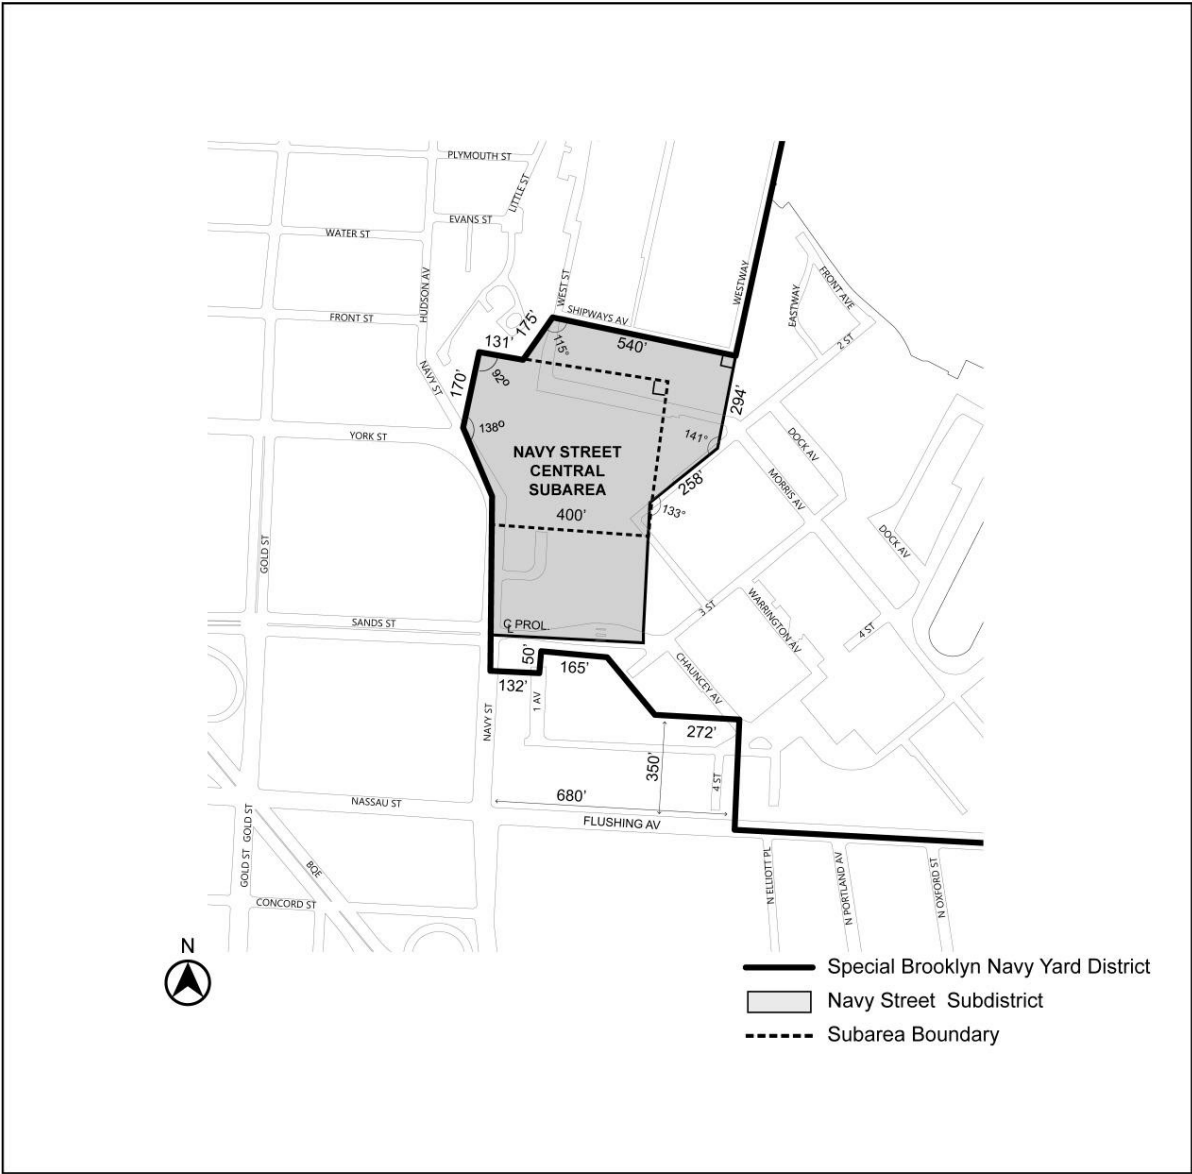 PLYMOUTH ST
LITTLE ST
EVANS ST
WATER ST
HUDSON AV
WEST ST
WESTWAY
EASTWAY
FRONT AVE
FRONT ST
SHIPWAYS AV
2 ST
175'
131'
115°
540'
92º
170'
NAVY ST
294'
138º
YORK ST
141°
DOCK AV
NAVY STREET
CENTRAL
SUBAREA
258'
MORRIS AV
400'
133°
DOCK AV
GOLD ST
3 ST
WARRINGTON AV
SANDS ST
℄ PROL.
4 ST
50'
165'
CHAUNCEY AV
132'
1 AV
NAVY ST
272'
350'
4 ST
680'
NASSAU ST
FLUSHING AV
GOLD ST
GOLD ST
BQE
N ELLIOTT PL
N PORTLAND AV
N OXFORD ST
CONCORD ST
N
Special Brooklyn Navy Yard District
Navy Street Subdistrict
Subarea Boundary